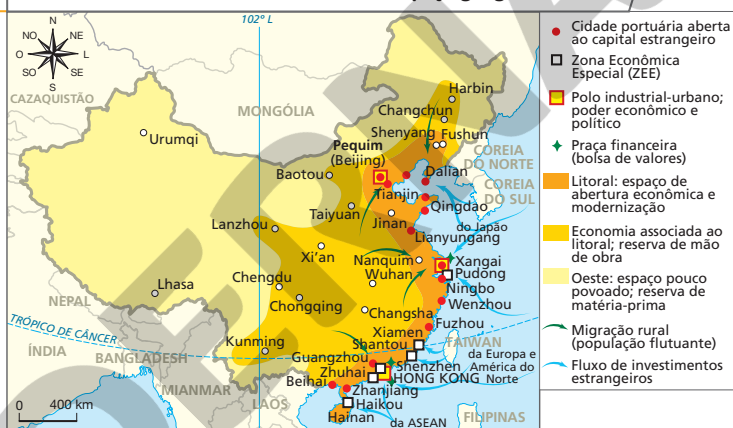 102° L
N
NO
NE
O
L
SO
SE
S
CAZAQUISTÃO
MONGÓLIA
Harbin
Changchun
Shenyang
Fushun
Urumqi
Pequim
(Beijing)
COREIA
DO NORTE
Baotou
Dalian
Tianjin
COREIA
DO SUL
Taiyuan
Qingdao
Jinan
do Japão
Lanzhou
Lianyungang
Xi'an
Nanquim
Xangai
Wuhan
Pudong
Chengdu
Lhasa
Ningbo
NEPAL
Chongqing
Wenzhou
Changsha
TRÓPICO DE CÂNCER
Fuzhou
Xiamen
Kunming
Shantou
TAIWAN
ÍNDIA
BANGLADESH
Guangzhou
da Europa e
América do
Norte
Shenzhen
Zhuhai
HONG KONG
MIANMAR
Beihai
Zhanjiang
LAOS
Haikou
0
400 km
Hainan
da ASEAN
FILIPINAS
Cidade portuária aberta
ao capital estrangeiro
Zona Econômica
Especial (ZEE)
Polo industrial-urbano;
poder econômico e
político
Praça financeira
(bolsa de valores)
Litoral: espaço de
abertura econômica e
modernização
Economia associada ao
litoral; reserva de mão
de obra
Oeste: espaço pouco
povoado; reserva de
matéria-prima
Migração rural
(população flutuante)
Fluxo de investimentos
estrangeiros